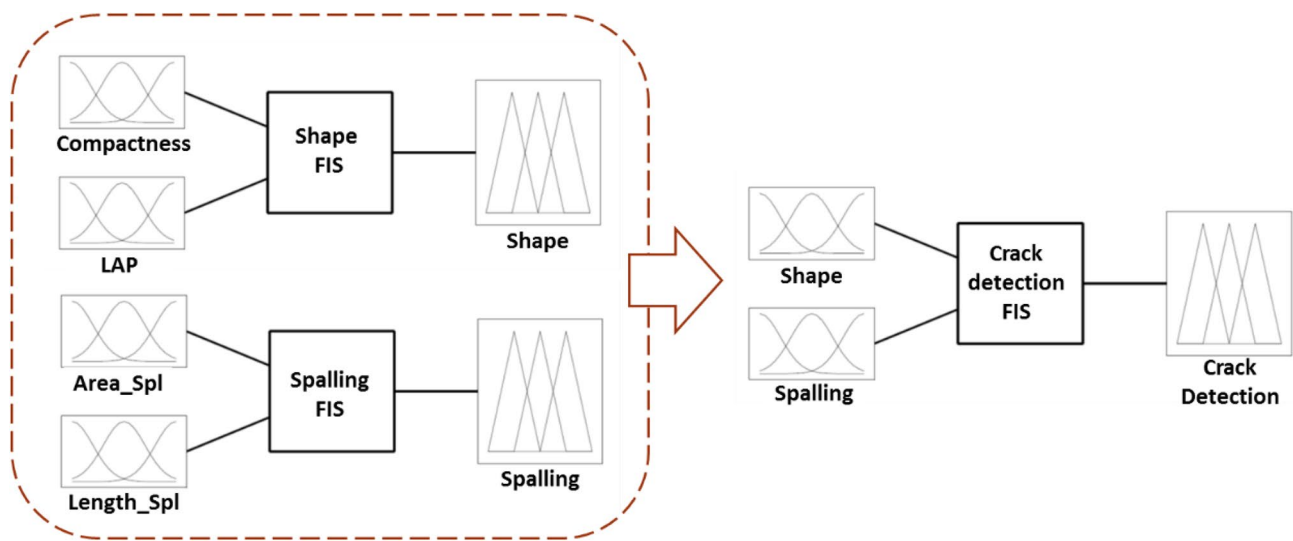 Compactness
Shape
FIS
Shape
LAP
Area_Spl
Spalling
FIS
Spalling
Length_Spl
Shape
Spalling
Crack
detection
FIS
Crack
Detection